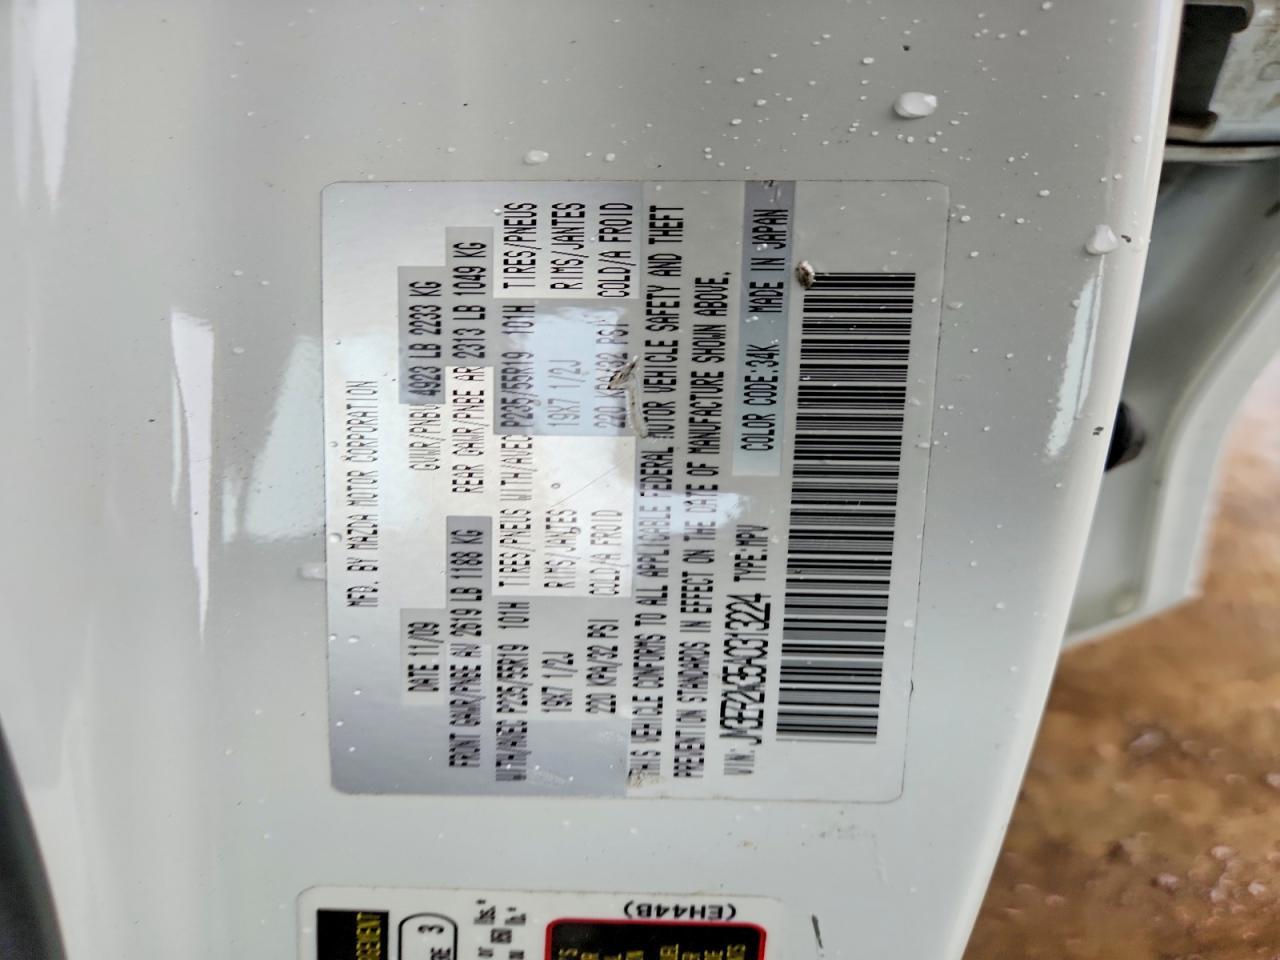 MFD. BY MAZDA MOTOR CORPORATION
DATE 11/09 GVWR/PNBV 4923 LB 2233 KG
FRONT GAWR/PNBE AV 2619 LB 1188 KG REAR GAWR/PNBE AR 2313 LB 1049 KG
WITH/AVEC P235/55R19 101H TIRES/PNEUS WITH/AVEC P235/55R19 101H TIRES/PNEUS
19X7 1/2J RIMS/JANTES 19X7 1/2J RIMS/JANTES
220 KPA/32 PSI COLD/A FROID 220 KPA/32 PSI COLD/A FROID
THIS VEHICLE CONFORMS TO ALL APPLICABLE FEDERAL MOTOR VEHICLE SAFETY AND THEFT
PREVENTION STANDARDS IN EFFECT ON THE DATE OF MANUFACTURE SHOWN ABOVE.
VIN: TYPE:MPV COLOR CODE:34K MADE IN JAPAN
(EH44B)
3